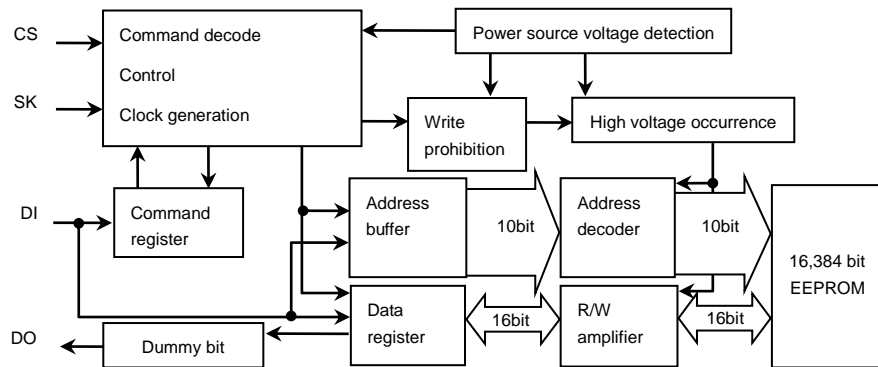 CS
Command decode
Power source voltage detection
Control
SK
Clock generation
Write
prohibition
High voltage occurrence
DI
Command
register
Address
buffer
10bit
Address
decoder
10bit
16,384 bit
EEPROM
Data
register
16bit
R/W
amplifier
16bit
DO
Dummy bit